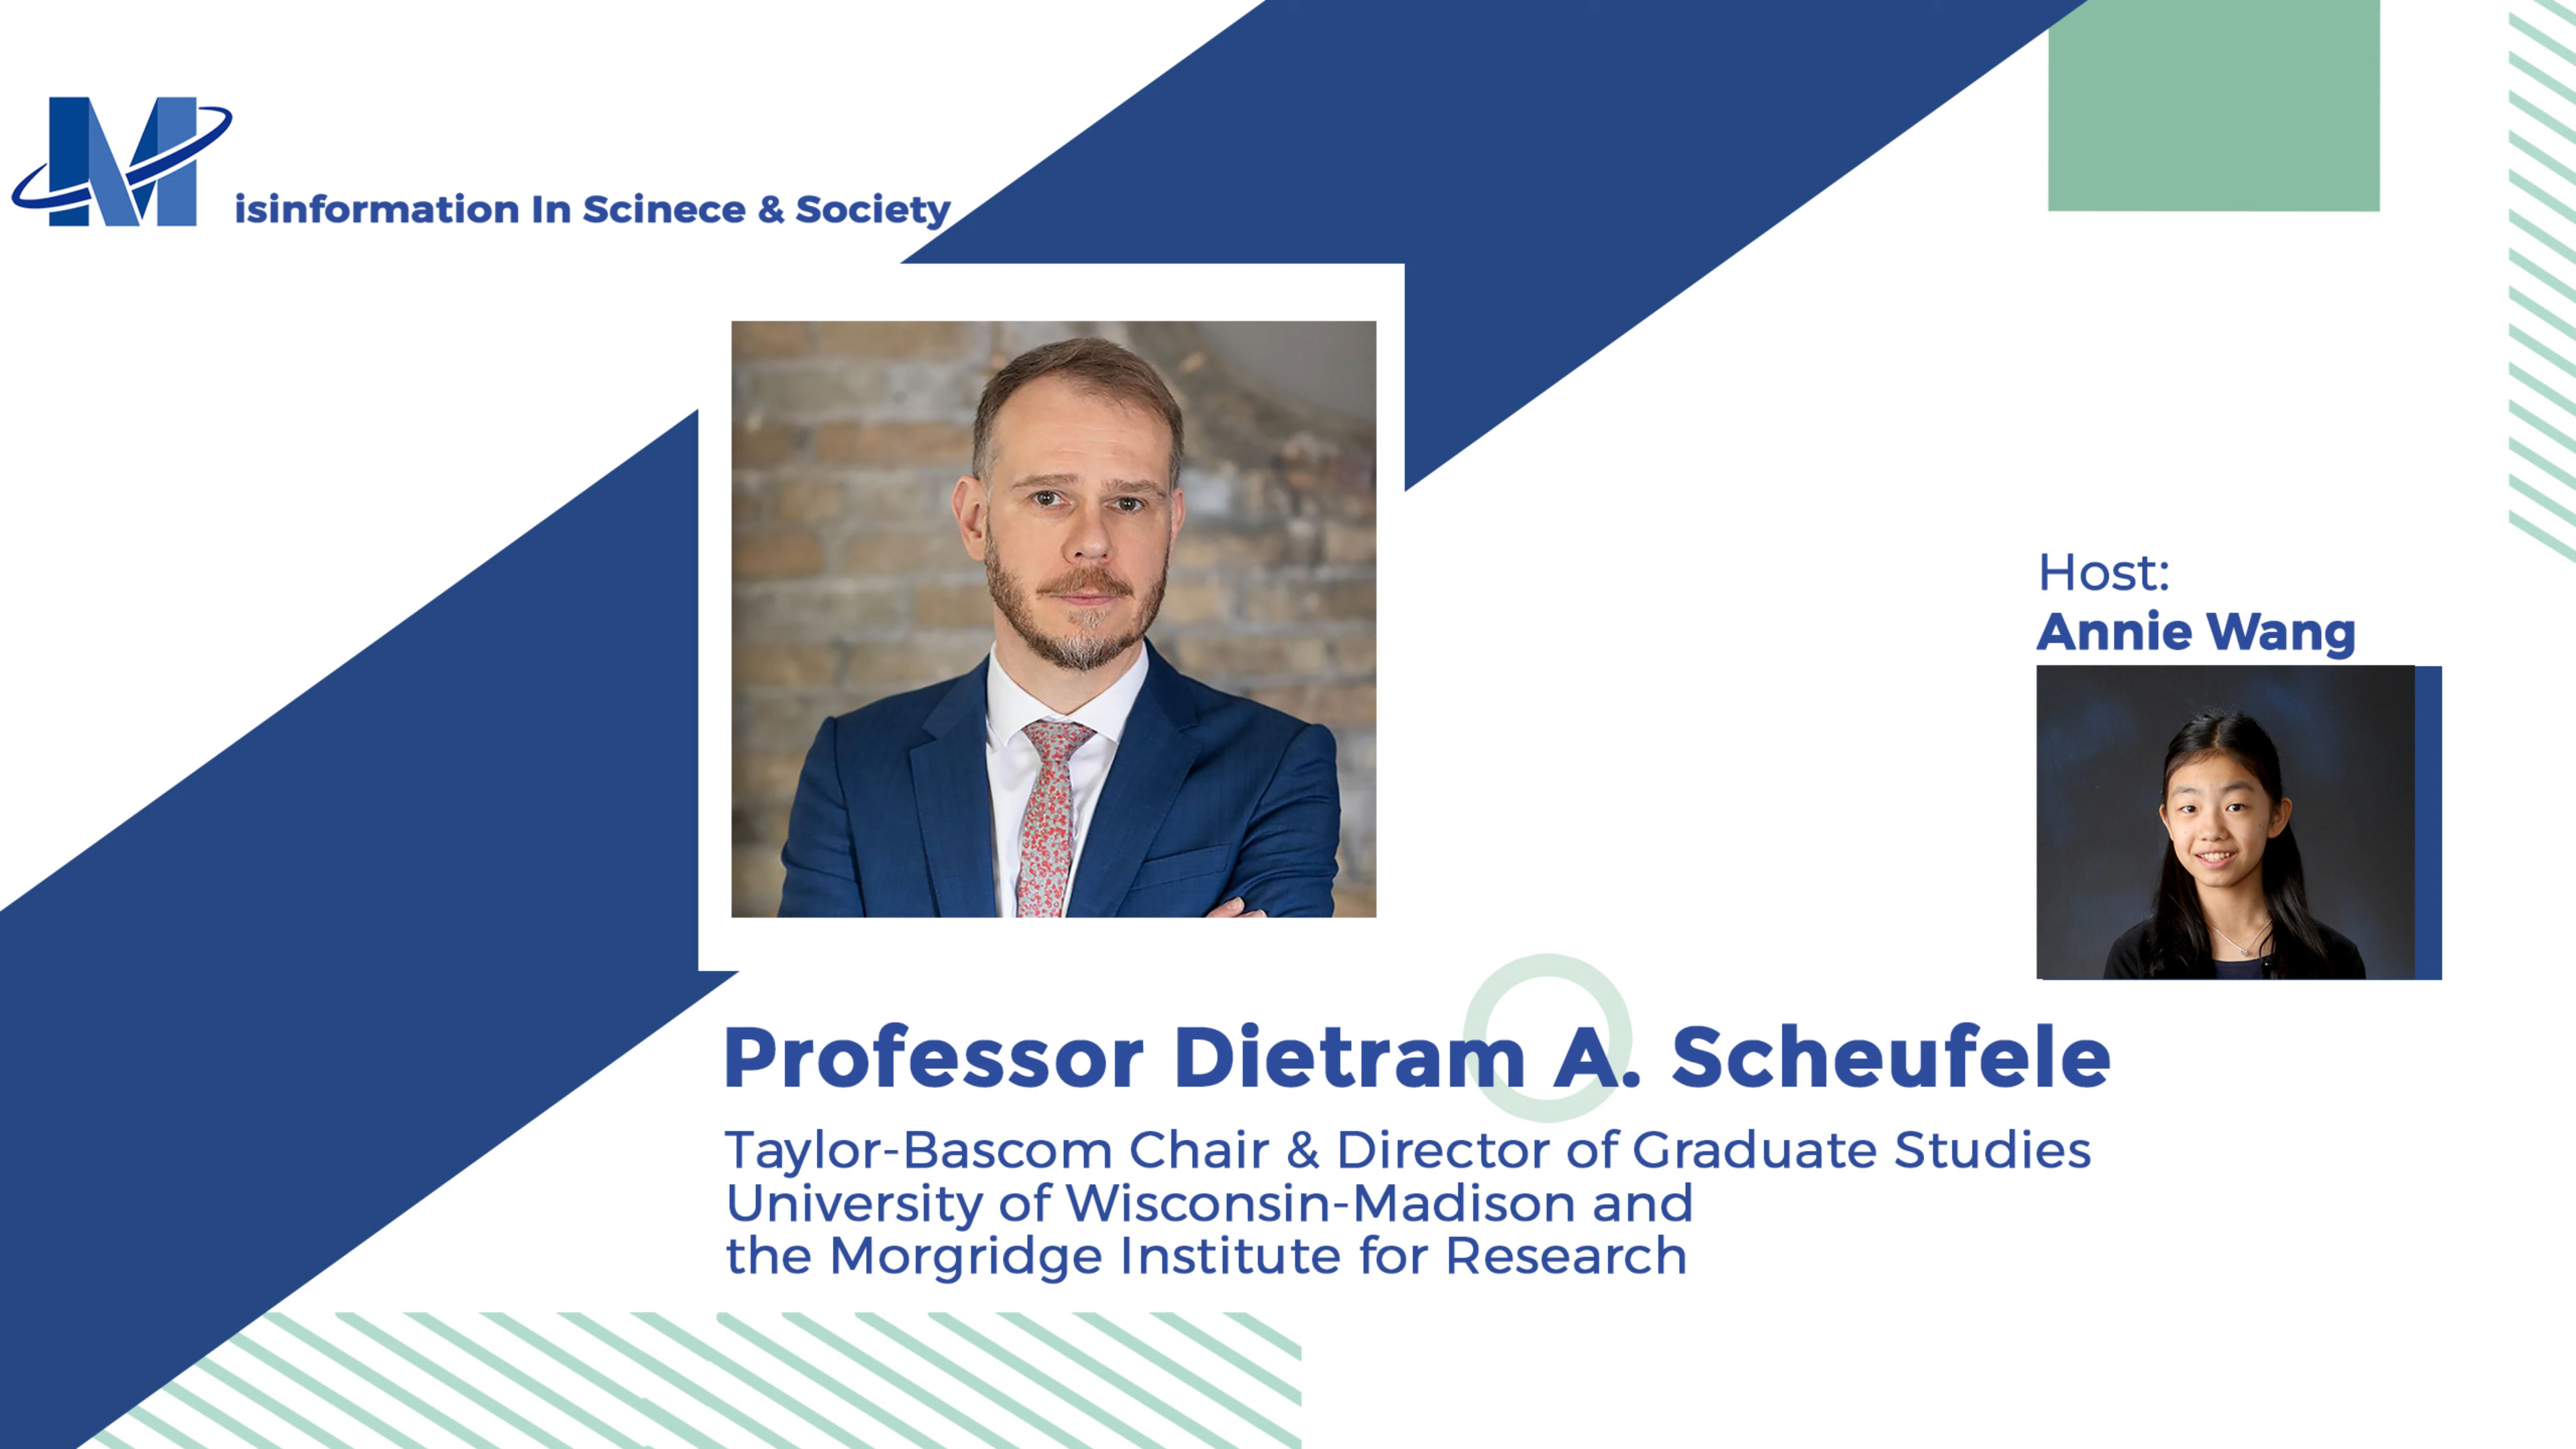 Misinformation In Scinece & Society
Host:
Annie Wang
Professor Dietram A. Scheufele
Taylor-Bascom Chair & Director of Graduate Studies
University of Wisconsin-Madison and
the Morgridge Institute for Research